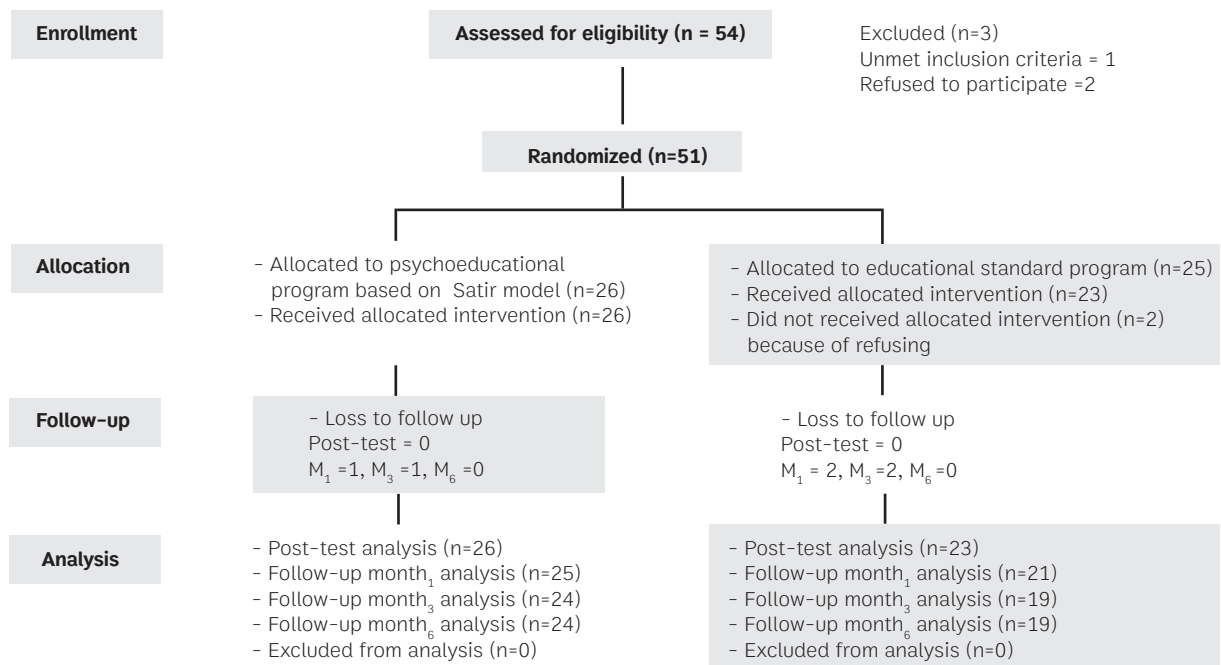 Enrollment
Assessed for eligibility (n = 54)
Excluded (n=3)
Unmet inclusion criteria = 1
Refused to participate =2
Randomized (n=51)
Allocation
- Allocated to psychoeducational
program based on Satir model (n=26)
- Received allocated intervention (n=26)
- Allocated to educational standard program (n=25)
- Received allocated intervention (n=23)
- Did not received allocated intervention (n=2)
because of refusing
Follow-up
- Loss to follow up
Post-test = 0
M₁ =1, M₃ =1, M₆ =0
- Loss to follow up
Post-test = 0
M₁ = 2, M₃ =2, M₆ =0
Analysis
- Post-test analysis (n=26)
- Follow-up month₁ analysis (n=25)
- Follow-up month₃ analysis (n=24)
- Follow-up month₆ analysis (n=24)
- Excluded from analysis (n=0)
- Post-test analysis (n=23)
- Follow-up month₁ analysis (n=21)
- Follow-up month₃ analysis (n=19)
- Follow-up month₆ analysis (n=19)
- Excluded from analysis (n=0)